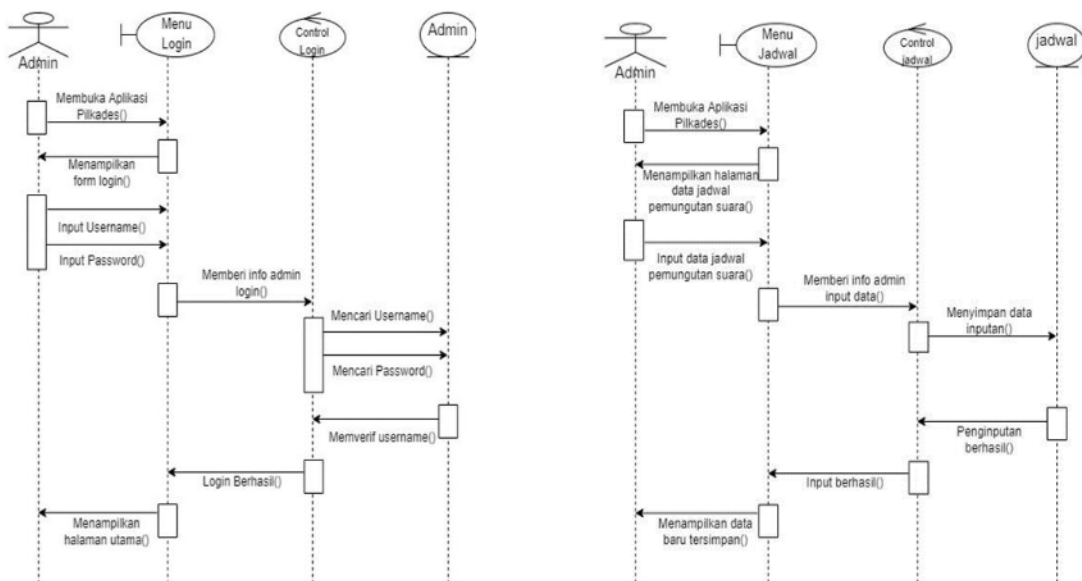 Menu
Login
Control
Login
Admin
Admin
Membuka Aplikasi
Pilkades()
Menampilkan
form login()
Input Username()
Input Password()
Memberi info admin
login()
Mencari Username()
Mencari Password()
Memverif username()
Login Berhasil()
Menampilkan
halaman utama()
Menu
Jadwal
Control
jadwal
jadwal
Admin
Membuka Aplikasi
Pilkades()
Menampilkan halaman
data jadwal
pemungutan suara()
Input data jadwal
pemungutan suara()
Memberi info admin
input data()
Menyimpan data
inputan()
Penginputan
berhasil()
Input berhasil()
Menampilkan data
baru tersimpan()